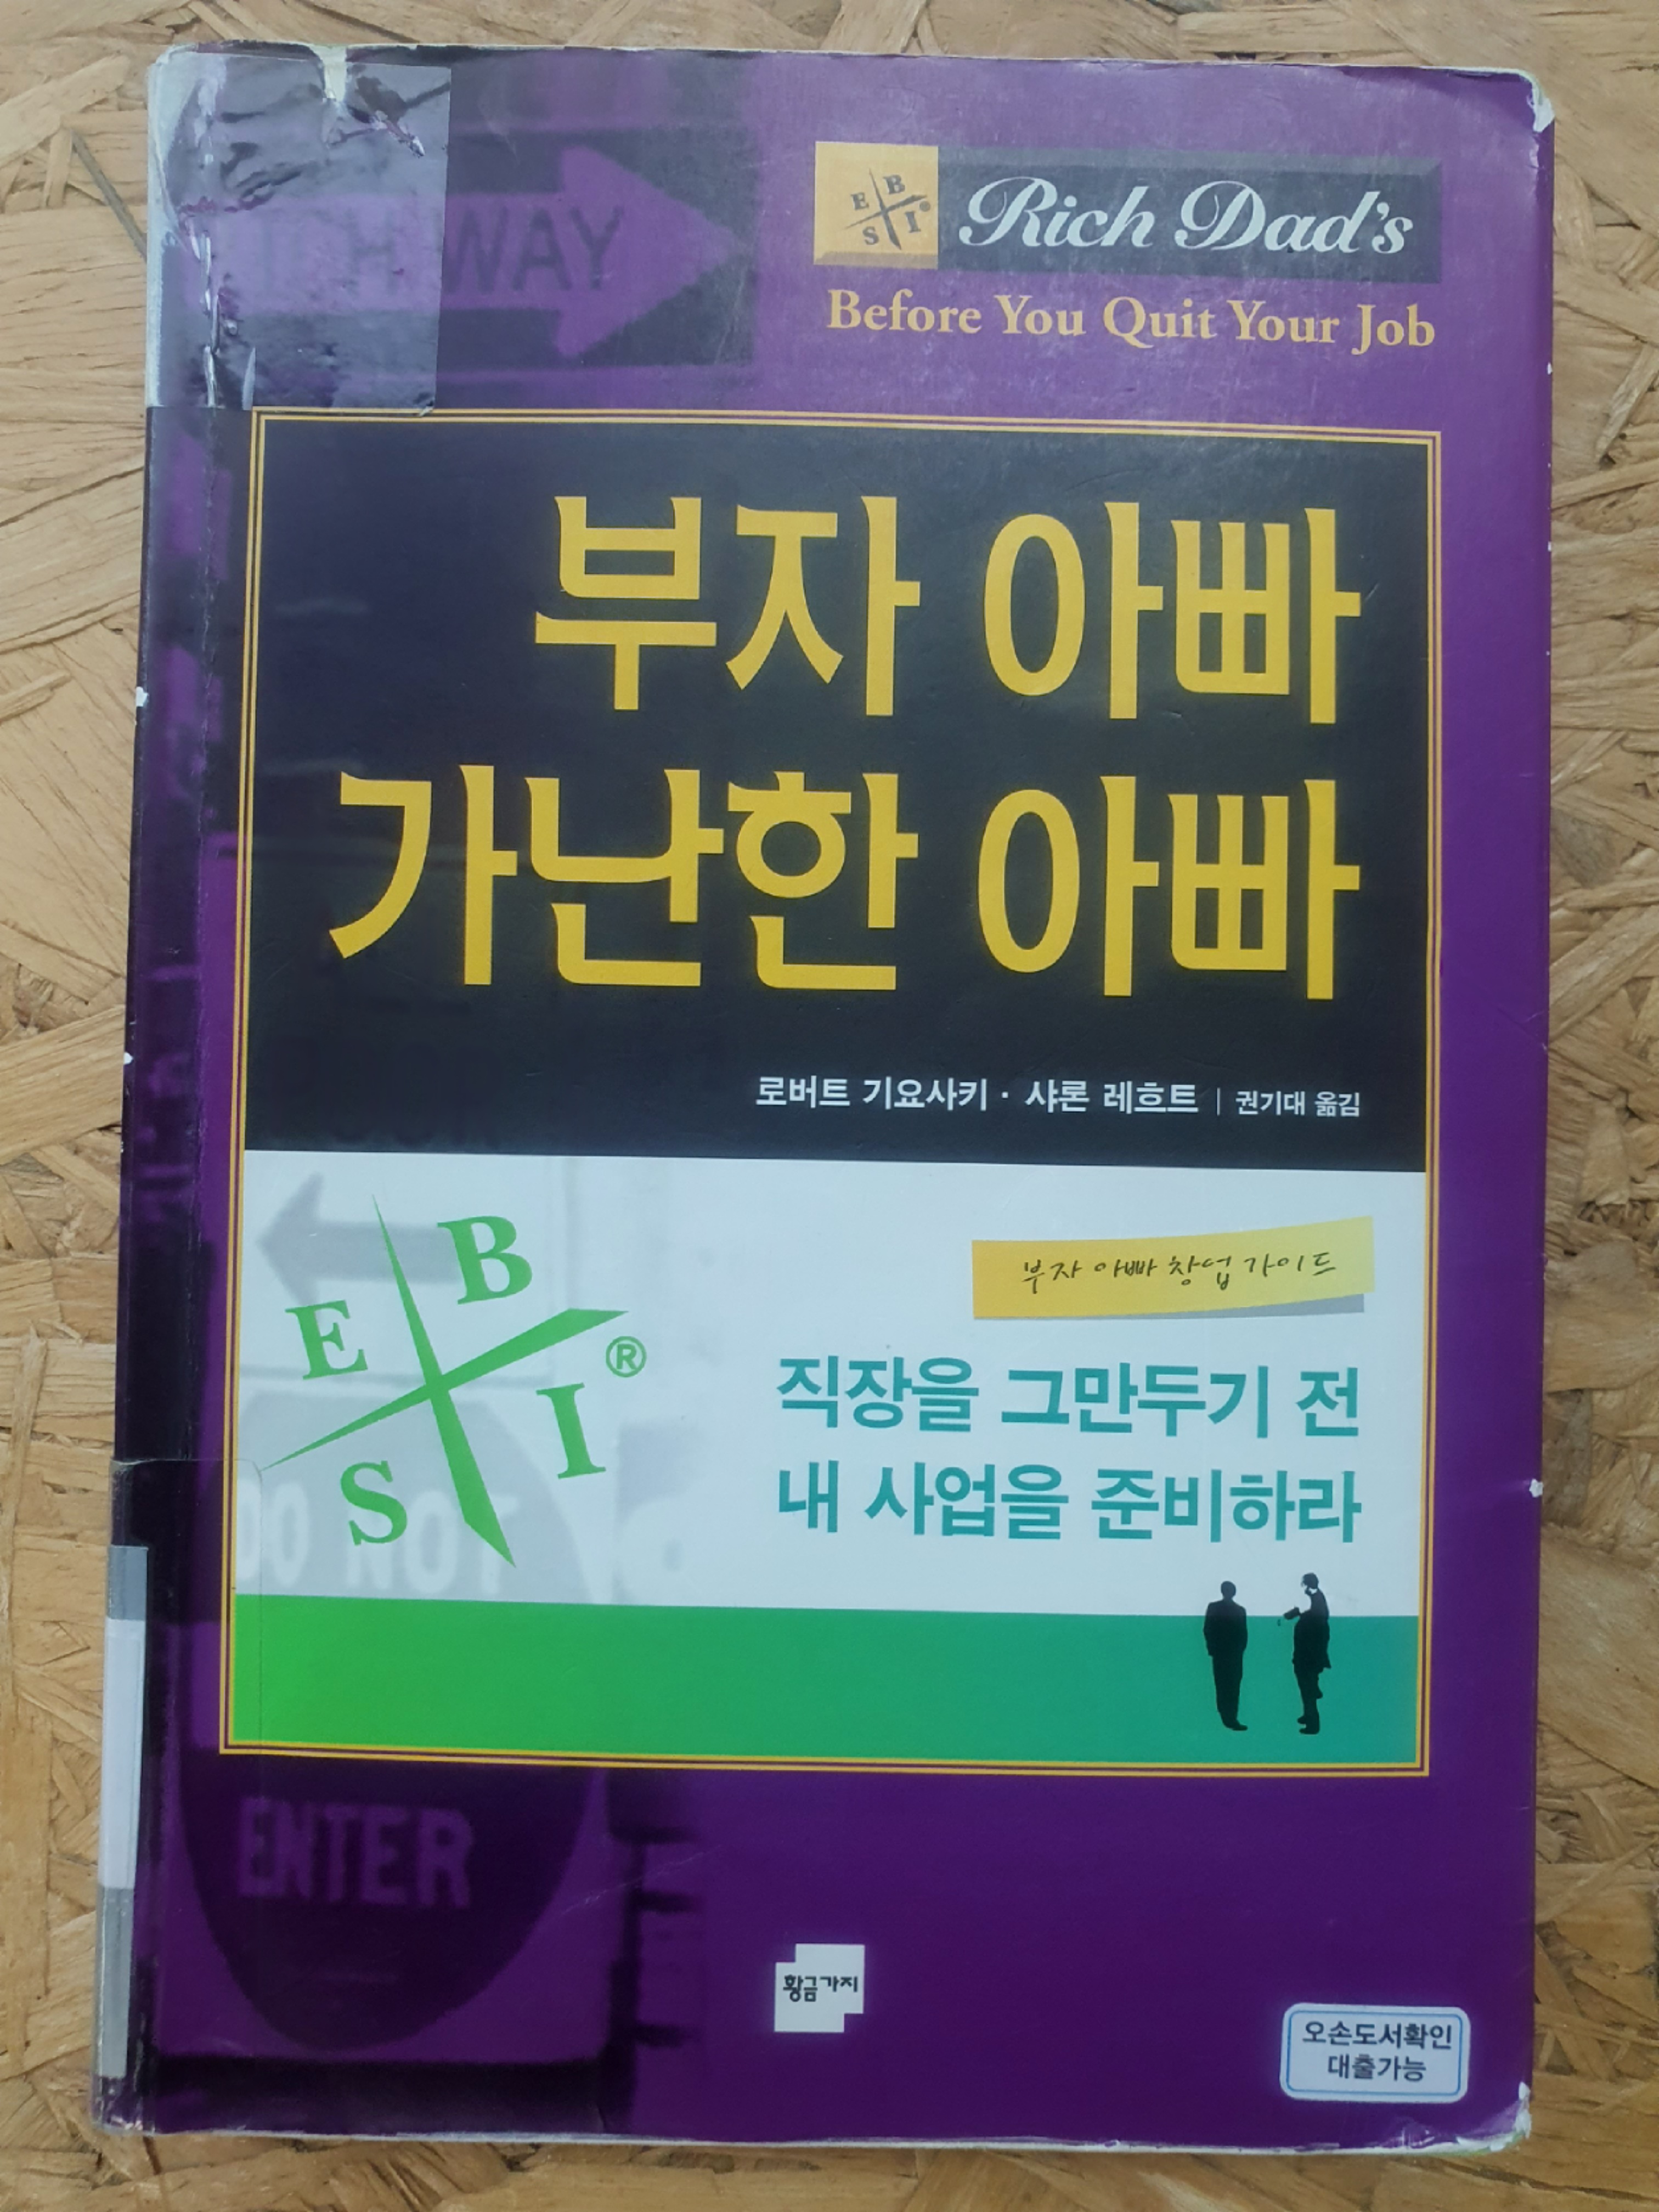 WAY
E B S I ®
Rich Dad's
Before You Quit Your Job
부자 아빠
가난한 아빠
로버트 기요사키 · 샤론 레흐트 | 권기대 옮김
E B S I ®
부자 아빠 창업 가이드
직장을 그만두기 전
내 사업을 준비하라
DO NOT
ENTER
황금가지
오손도서확인
대출가능